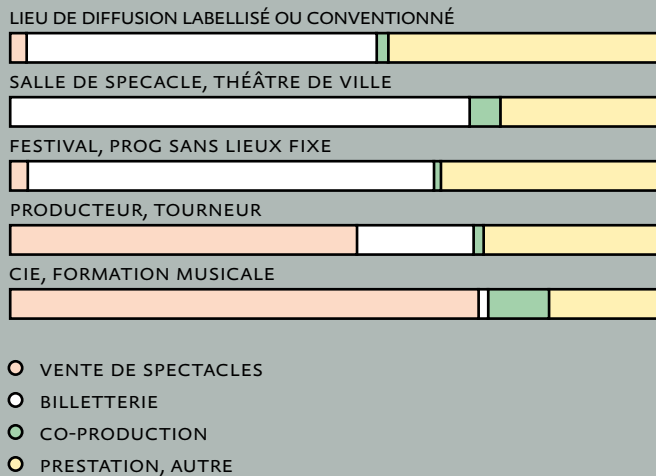 LIEU DE DIFFUSION LABELLISÉ OU CONVENTIONNÉ
SALLE DE SPECACLE, THÉÂTRE DE VILLE
FESTIVAL, PROG SANS LIEUX FIXE
PRODUCTEUR, TOURNEUR
CIE, FORMATION MUSICALE
VENTE DE SPECTACLES
BILLETTERIE
CO-PRODUCTION
PRESTATION, AUTRE